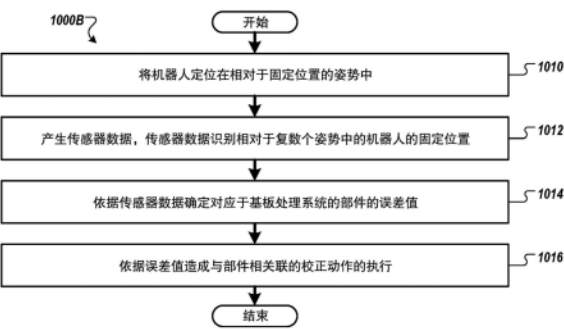 1000B
开始
将机器人定位在相对于固定位置的姿势中
1010
产生传感器数据，传感器数据识别相对于复数个姿势中的机器人的固定位置
1012
依据传感器数据确定对应于基板处理系统的部件的误差值
1014
依据误差值造成与部件相关联的校正动作的执行
1016
结束